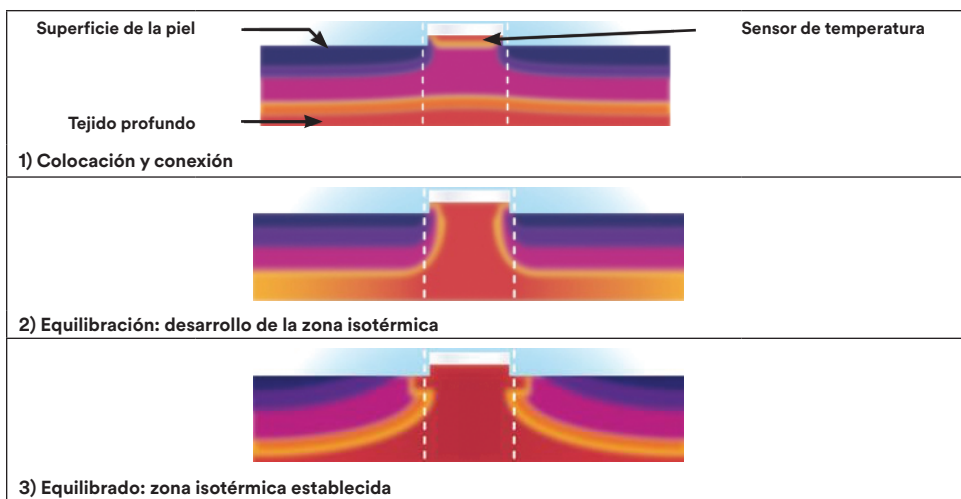 Superficie de la piel
Sensor de temperatura
Tejido profundo
1) Colocación y conexión
2) Equilibración: desarrollo de la zona isotérmica
3) Equilibrado: zona isotérmica establecida